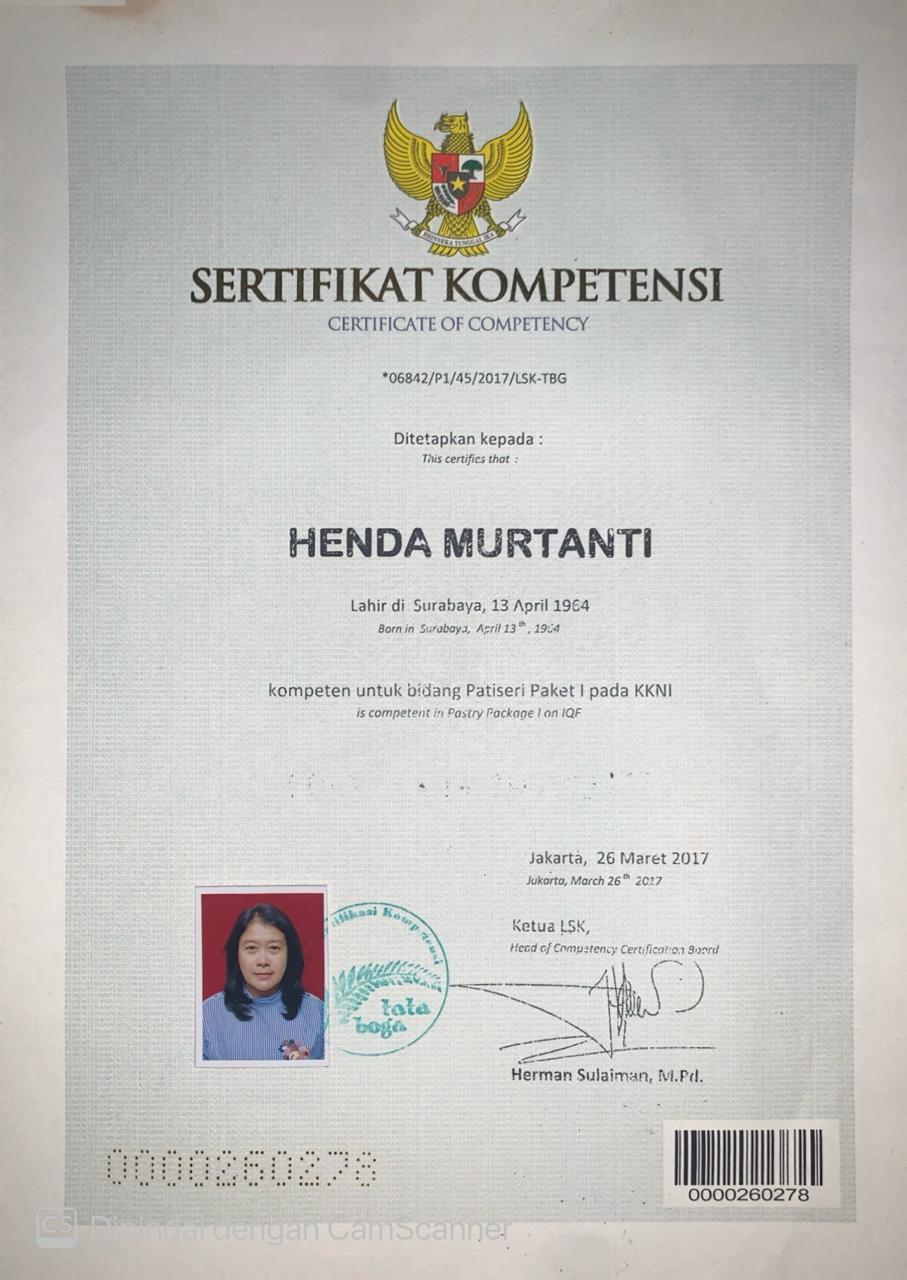 BHINNEKA TUNGGAL IKA
SERTIFIKAT KOMPETENSI
CERTIFICATE OF COMPETENCY
*06842/P1/45/2017/LSK-TBG
Ditetapkan kepada :
This certifies that :
HENDA MURTANTI
Lahir di Surabaya, 13 April 1964
Born in Surabaya, April 13th, 1964
kompeten untuk bidang Patiseri Paket I pada KKNI
is competent in Pastry Package I on IQF
Jakarta, 26 Maret 2017
Jakarta, March 26th 2017
Ketua LSK,
Head of Competency Certification Board
Kompetensi
tata
boga
Herman Sulaiman, M.Pd.
0000260278
0000260278
CS Dipindai dengan CamScanner